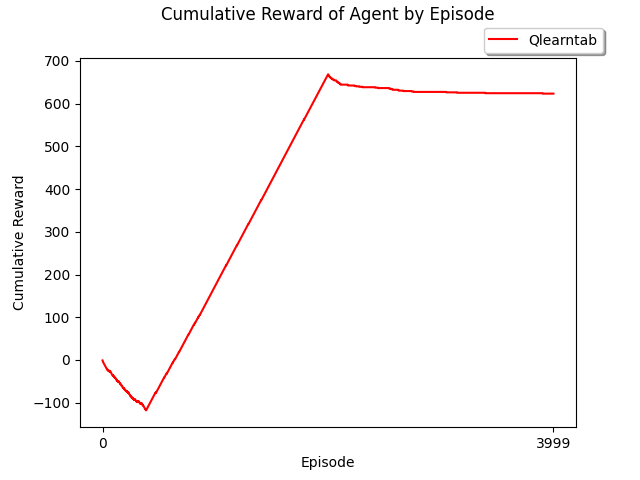 Cumulative Reward of Agent by Episode
Qlearntab
700
600
500
400
300
200
100
0
−100
Cumulative Reward
0
3999
Episode